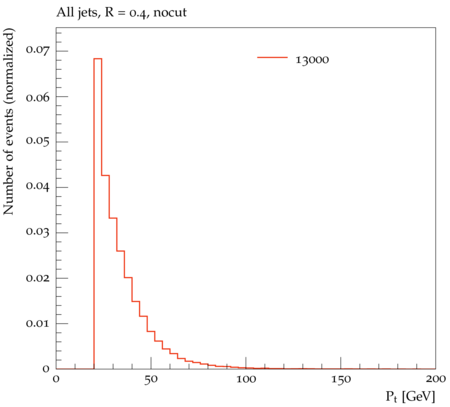 All jets, R = 0.4, nocut
Number of events (normalized)
0.07
0.06
0.05
0.04
0.03
0.02
0.01
0
13000
0 50 100 150 200
Pt [GeV]